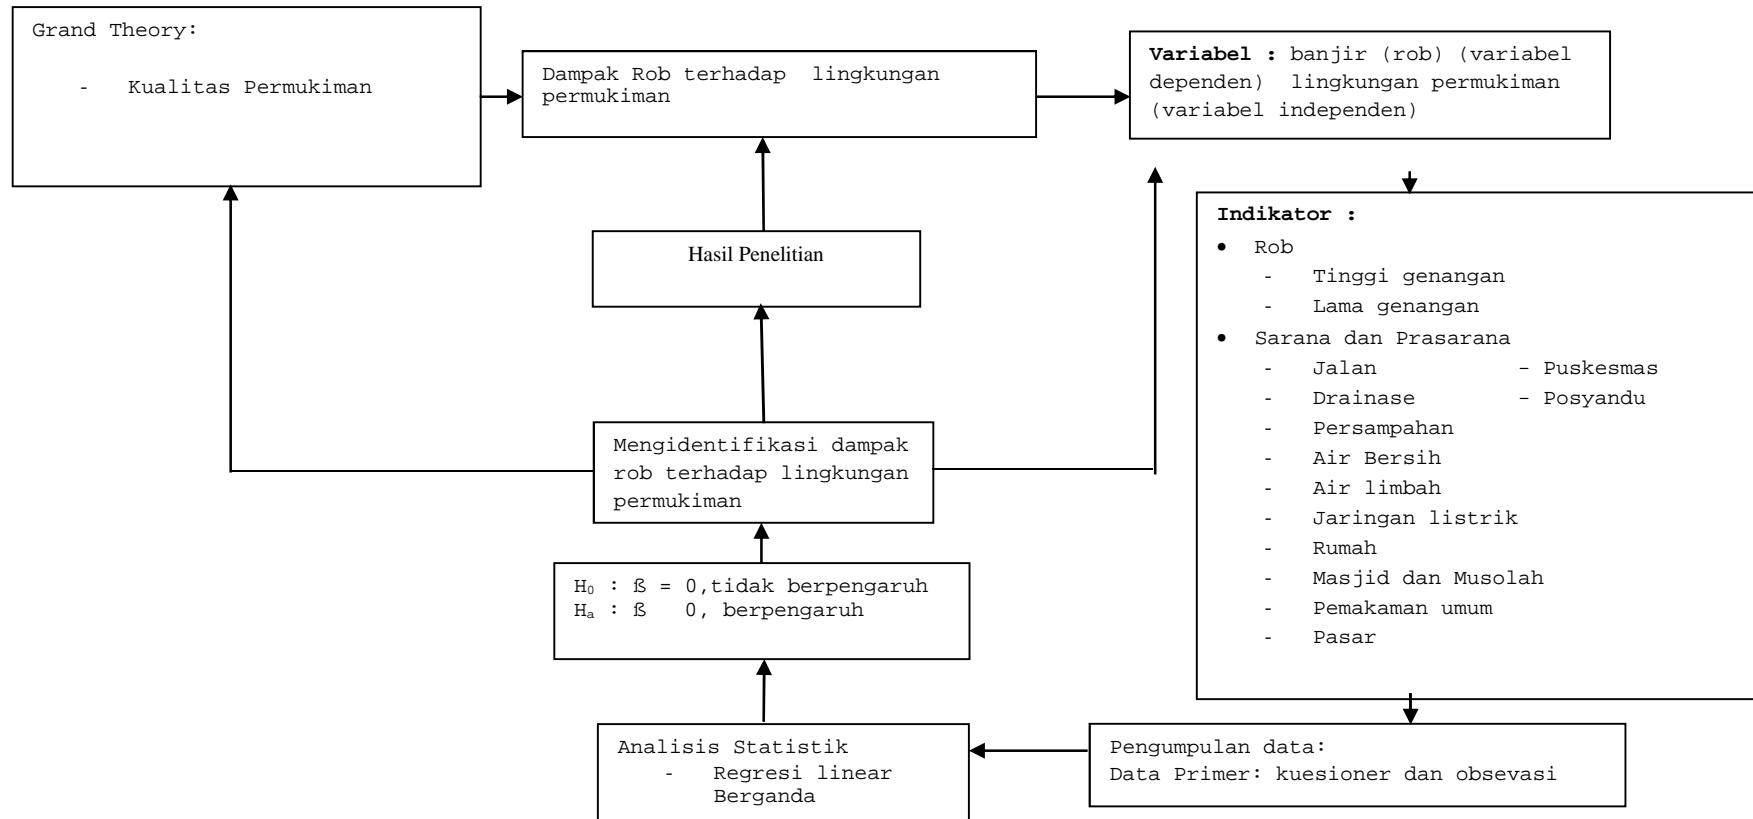 Grand Theory:
- Kualitas Permukiman
Dampak Rob terhadap lingkungan
permukiman
Variabel : banjir (rob) (variabel
dependen) lingkungan permukiman
(variabel independen)
Indikator :
• Rob
- Tinggi genangan
- Lama genangan
• Sarana dan Prasarana
- Jalan - Puskesmas
- Drainase - Posyandu
- Persampahan
- Air Bersih
- Air limbah
- Jaringan listrik
- Rumah
- Masjid dan Musolah
- Pemakaman umum
- Pasar
Hasil Penelitian
Mengidentifikasi dampak
rob terhadap lingkungan
permukiman
H₀ : ß = 0,tidak berpengaruh
Hₐ : ß 0, berpengaruh
Analisis Statistik
- Regresi linear
Berganda
Pengumpulan data:
Data Primer: kuesioner dan obsevasi